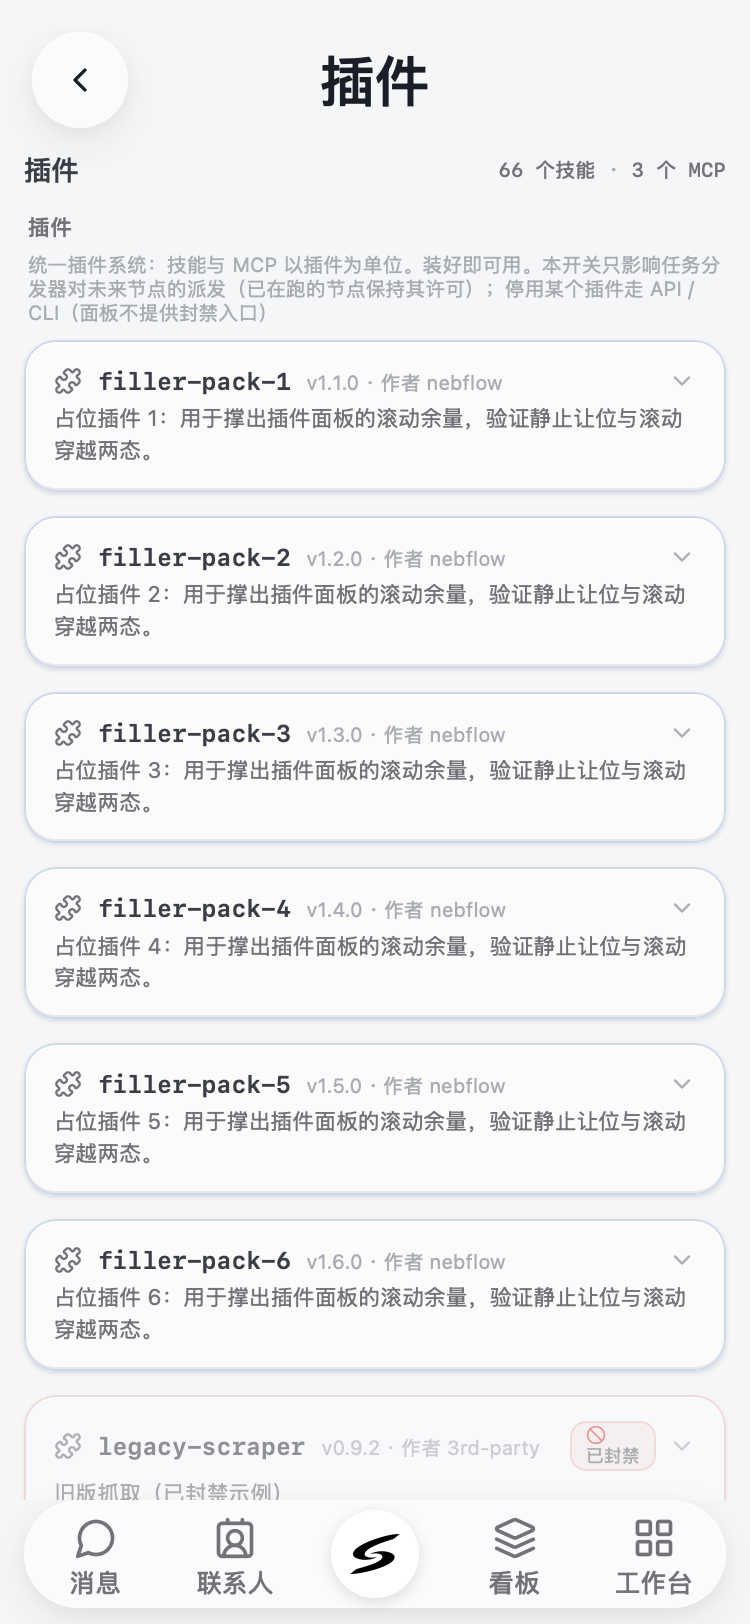 插件
插件
66 个技能 · 3 个 MCP
插件
统一插件系统：技能与 MCP 以插件为单位。装好即可用。本开关只影响任务分
发器对未来节点的派发（已在跑的节点保持其许可）；停用某个插件走 API /
CLI（面板不提供封禁入口）
filler-pack-1 v1.1.0 · 作者 nebflow
占位插件 1：用于撑出插件面板的滚动余量，验证静止让位与滚动
穿越两态。
filler-pack-2 v1.2.0 · 作者 nebflow
占位插件 2：用于撑出插件面板的滚动余量，验证静止让位与滚动
穿越两态。
filler-pack-3 v1.3.0 · 作者 nebflow
占位插件 3：用于撑出插件面板的滚动余量，验证静止让位与滚动
穿越两态。
filler-pack-4 v1.4.0 · 作者 nebflow
占位插件 4：用于撑出插件面板的滚动余量，验证静止让位与滚动
穿越两态。
filler-pack-5 v1.5.0 · 作者 nebflow
占位插件 5：用于撑出插件面板的滚动余量，验证静止让位与滚动
穿越两态。
filler-pack-6 v1.6.0 · 作者 nebflow
占位插件 6：用于撑出插件面板的滚动余量，验证静止让位与滚动
穿越两态。
legacy-scraper v0.9.2 · 作者 3rd-party
已封禁
旧版抓取（已封禁示例）
消息
联系人
看板
工作台